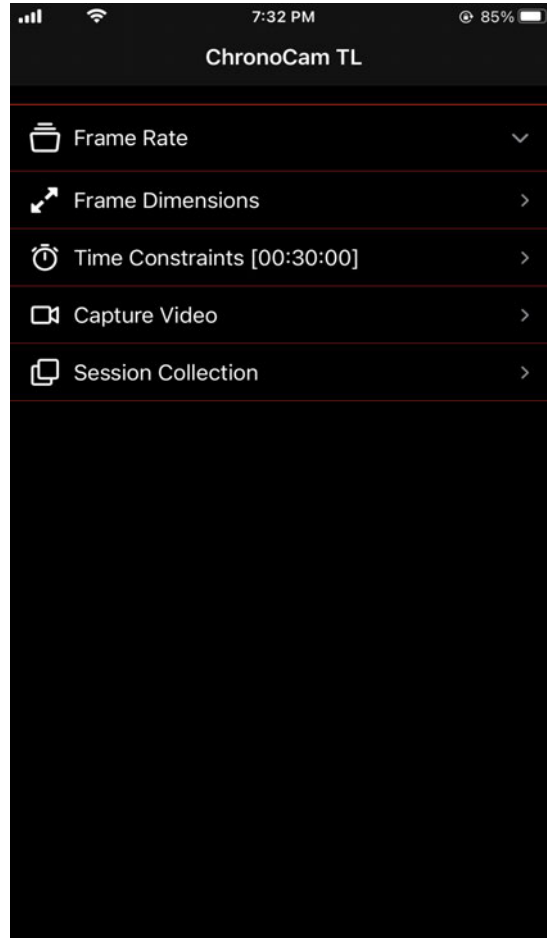 7:32 PM 85%
ChronoCam TL
Frame Rate
Frame Dimensions
Time Constraints [00:30:00]
Capture Video
Session Collection